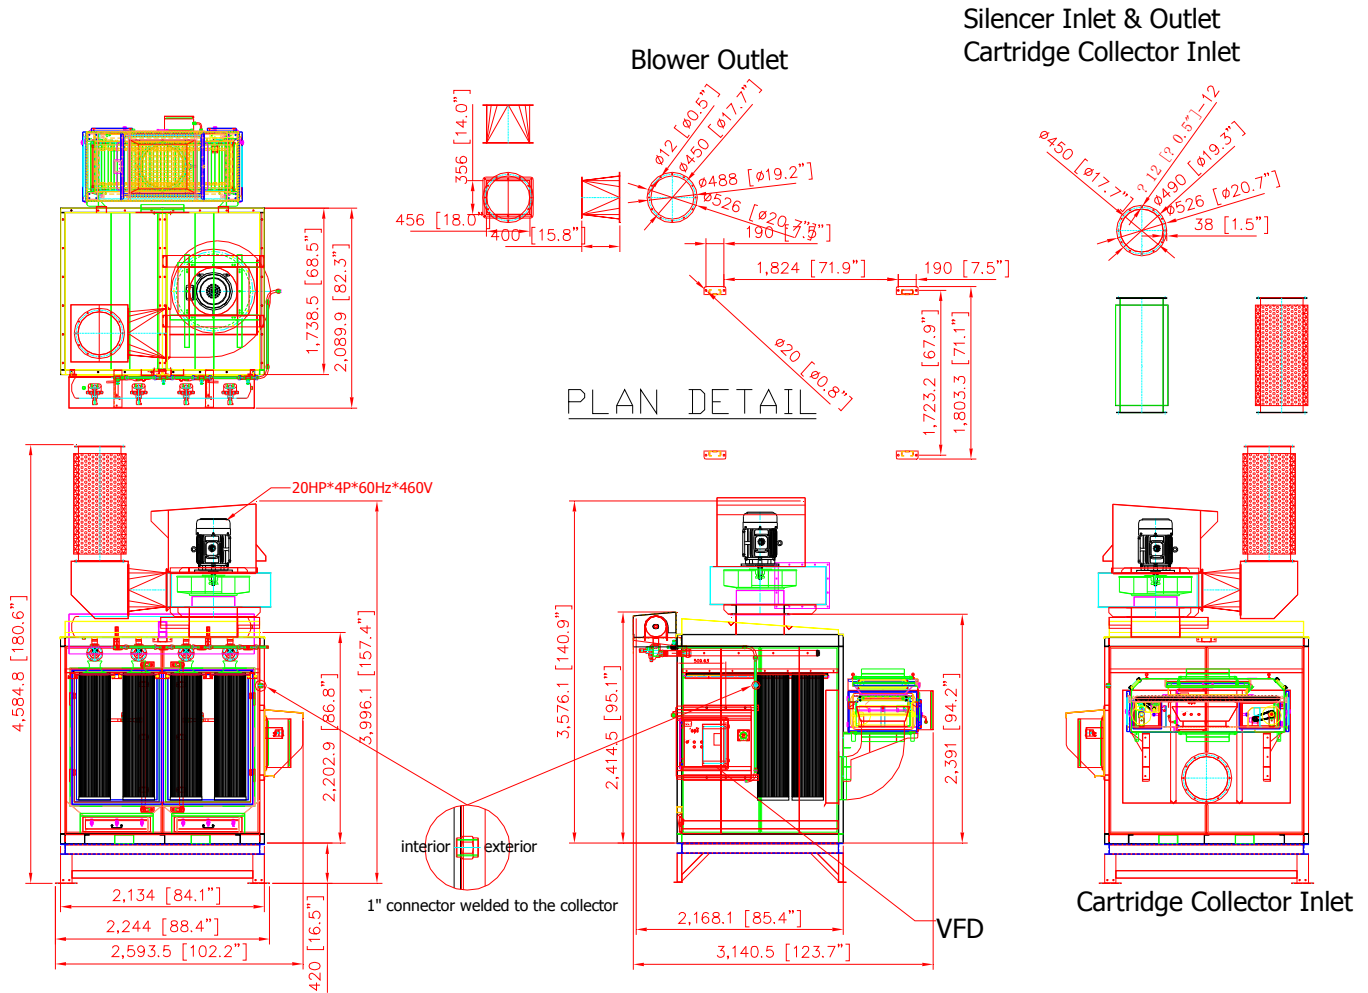 Silencer Inlet & Outlet
Cartridge Collector Inlet
Blower Outlet
356 [14.0”]
456 [18.0”]
400 [15.8”]
ø12 [ø0.5”]
ø450 [ø17.7”]
ø488 [ø19.2”]
ø526 [ø20.7”]
190 [7.5”]
1,824 [71.9”]
190 [7.5”]
ø20 [ø0.8”]
1,723.2 [67.9”]
1,803.3 [71.1”]
PLAN DETAIL
ø450 [ø17.7”]
? 12 [? 0.5”]-12
ø490 [ø19.3”]
ø526 [ø20.7”]
38 [1.5”]
1,738.5 [68.5”]
2,089.9 [82.3”]
20HP*4P*60Hz*460V
4,584.8 [180.6”]
2,202.9 [86.8”]
3,996.1 [157.4”]
2,134 [84.1”]
2,244 [88.4”]
2,593.5 [102.2”]
420 [16.5”]
interior
exterior
1" connector welded to the collector
3,576.1 [140.9”]
2,414.5 [95.1”]
2,391 [94.2”]
2,168.1 [85.4”]
3,140.5 [123.7”]
VFD
Cartridge Collector Inlet